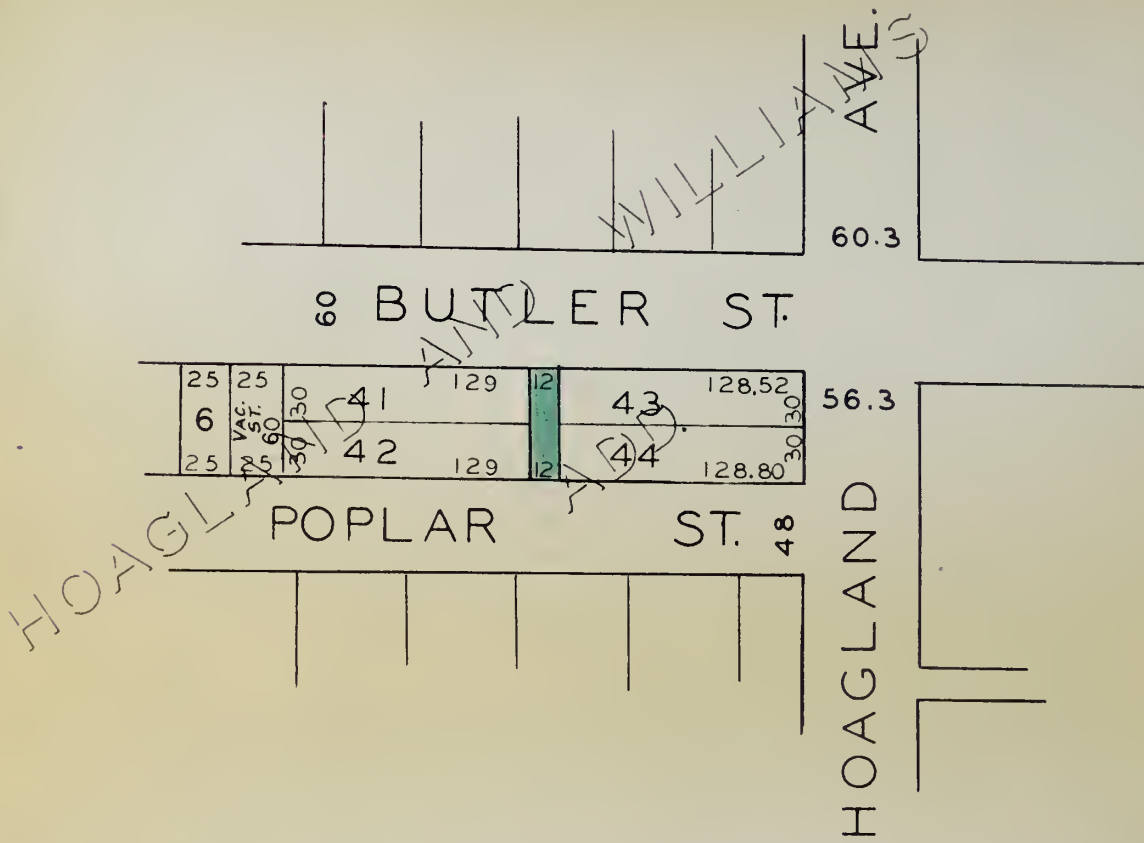 HOAGLAND AVE.
HOAGLAND AND WILLIAMS ADD.
60.3
60 BUTLER ST.
25 25 129 12 128.52
6 VAC. ST. 60 30 41 43 30 56.3
30 42 44 30
25 25 129 12 128.80
POPLAR ST. 48